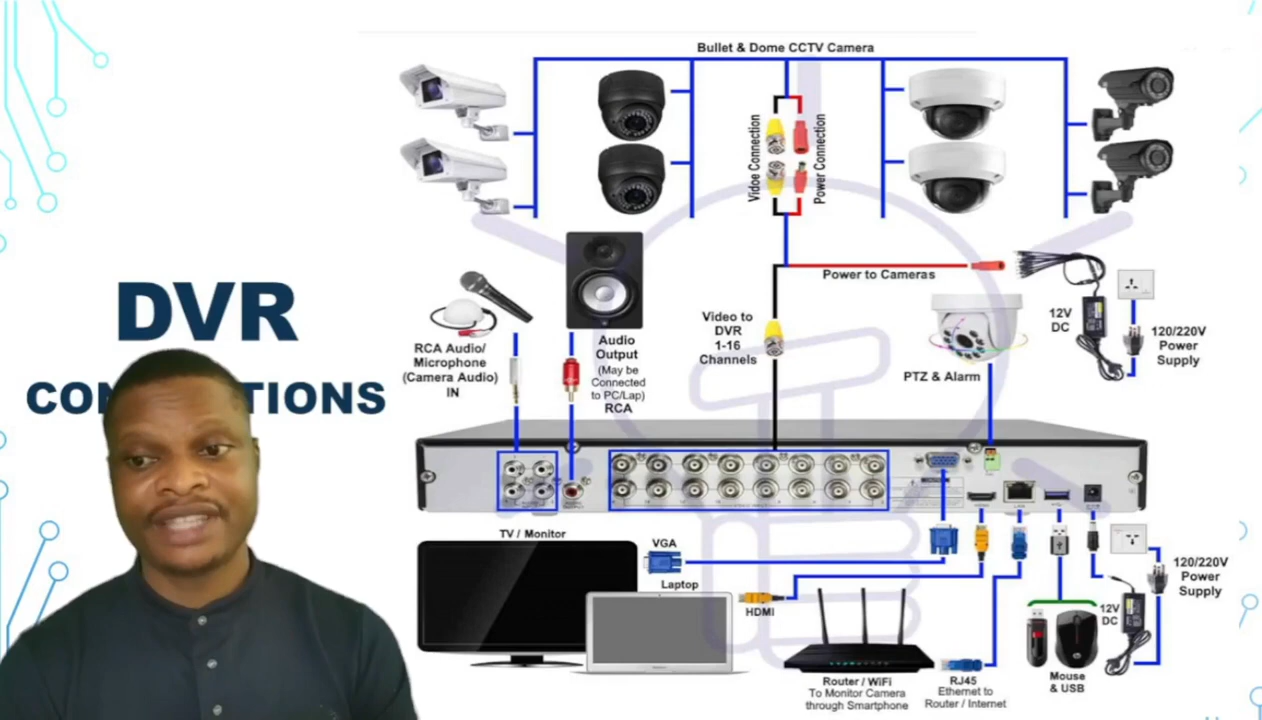 Bullet & Dome CCTV Camera
Vidoe Connection
Power Connection
DVR
CON
TIONS
Power to Cameras
RCA Audio/
Microphone
(Camera Audio)
IN
Audio
Output
(May be
Connected
to PC/Lap)
RCA
Video to
DVR
1-16
Channels
PTZ & Alarm
12V
DC
120/220V
Power
Supply
TV / Monitor
VGA
Laptop
HDMI
Router / WiFi
To Monitor Camera
through Smartphone
RJ45
Ethernet to
Router / Internet
Mouse
& USB
12V
DC
120/220V
Power
Supply